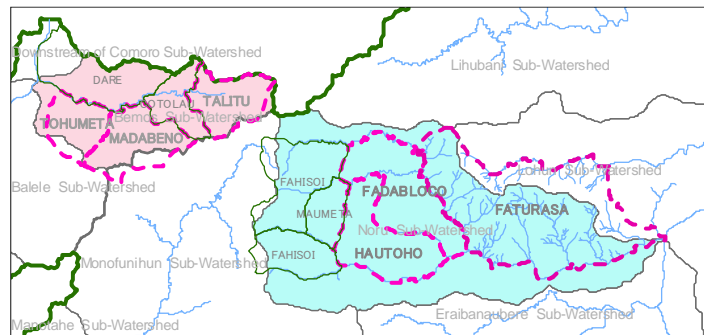 Downstream of Comoro Sub-Watershed
Lihubani Sub-Watershed
DARE
COTOLAU
TALITU
TOHUMETA
Bemos Sub-Watershed
MADABENO
Lohun Sub-Watershed
Balele Sub-Watershed
FAHISOI
FADABLOCO
FATURASA
MAUMETA
Noru Sub-Watershed
FAHISOI
HAUTOHO
Monofunihun Sub-Watershed
Eraibanaubere Sub-Watershed
Manotahe Sub-Watershed